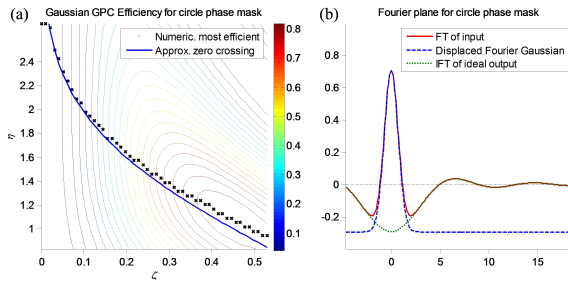 (a) Gaussian GPC Efficiency for circle phase mask
× Numeric. most efficient
Approx. zero crossing
2.4
2.2
2
1.8
1.6
1.4
1.2
1
η
0 0.1 0.2 0.3 0.4 0.5
ζ
0.8
0.7
0.6
0.5
0.4
0.3
0.2
0.1
(b) Fourier plane for circle phase mask
FT of input
Displaced Fourier Gaussian
IFT of ideal output
0.8
0.6
0.4
0.2
0
-0.2
0 5 10 15